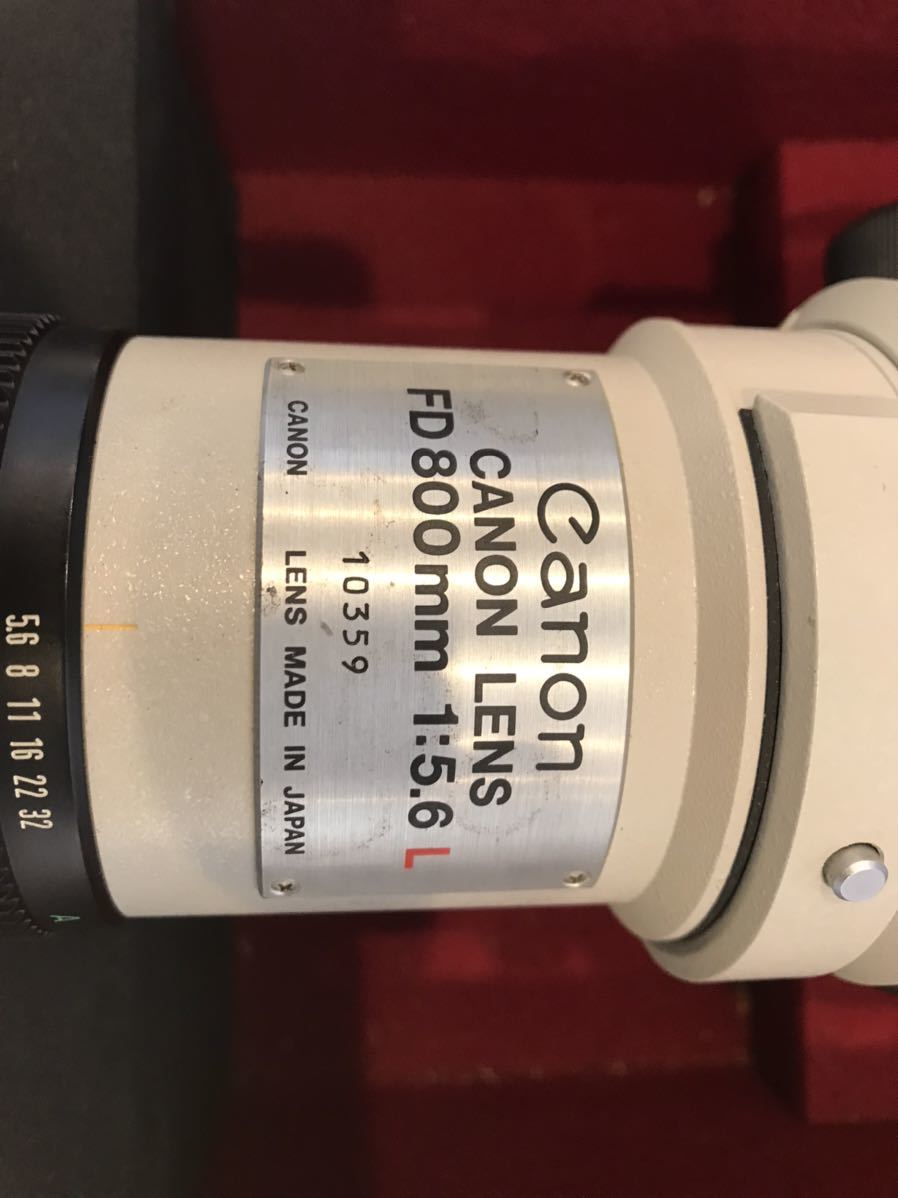 Canon
CANON LENS
FD 800mm 1:5.6 L
10359
CANON LENS MADE IN JAPAN
5.6 8 11 16 22 32 A